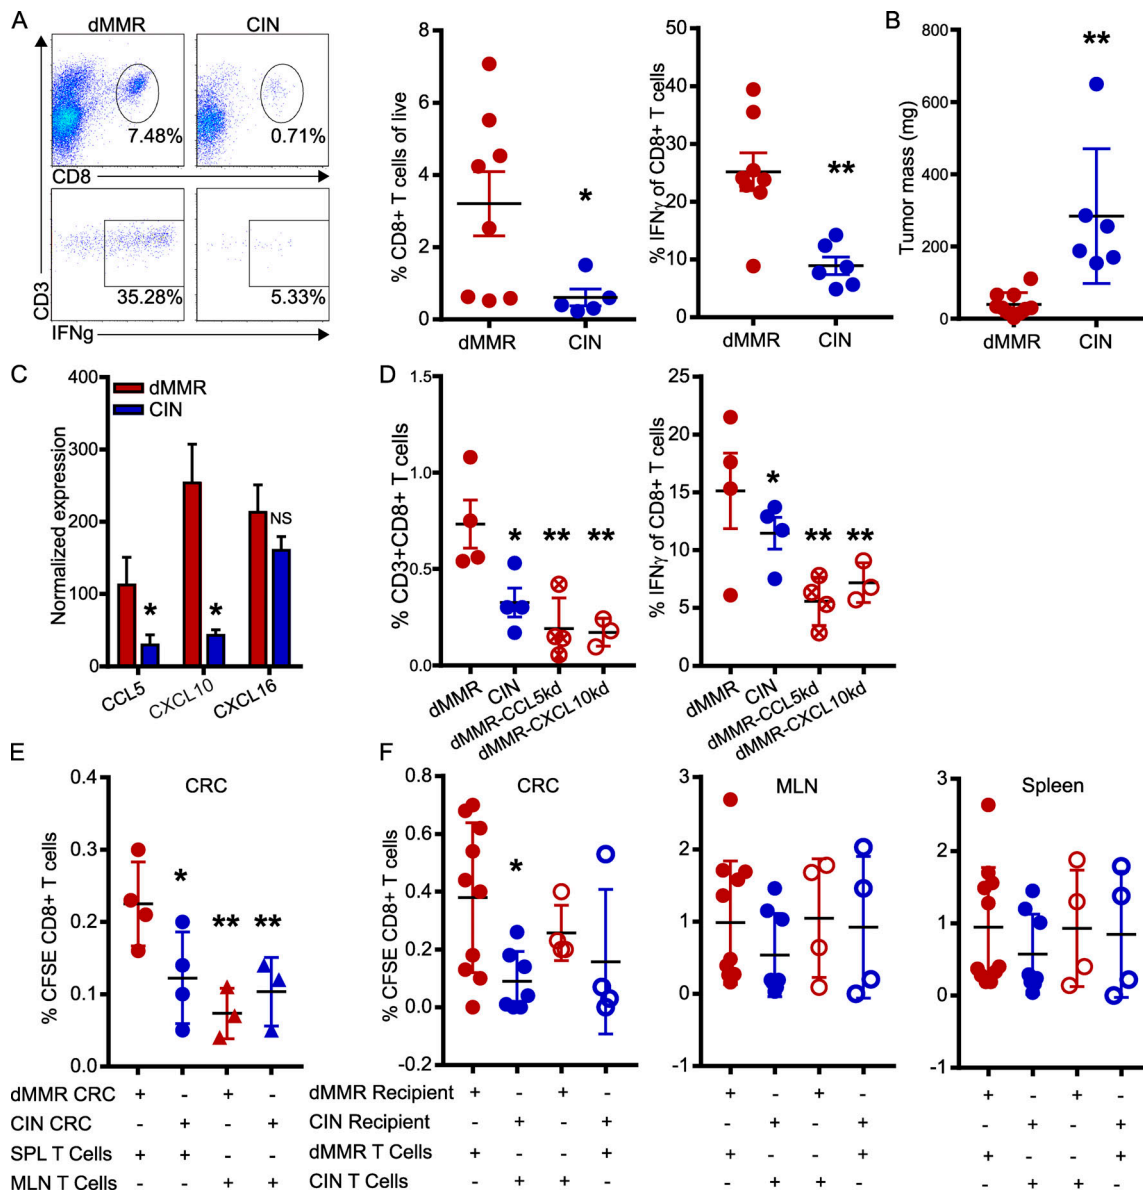 A
dMMR
CIN
CD3
7.48%
0.71%
CD8
35.28%
5.33%
IFNg
% CD8+ T cells of live
8
6
4
2
0
*
dMMR
CIN
% IFNγ of CD8+ T cells
50
40
30
20
10
0
**
dMMR
CIN
B
Tumor mass (mg)
800
600
400
200
0
**
dMMR
CIN
C
Normalized expression
400
300
200
100
0
dMMR
CIN
*
*
NS
CCL5
CXCL10
CXCL16
D
% CD3+CD8+ T cells
1.5
1.0
0.5
0.0
*
**
**
dMMR
CIN
dMMR-CCL5kd
dMMR-CXCL10kd
% IFNγ of CD8+ T cells
25
20
15
10
5
0
*
**
**
dMMR
CIN
dMMR-CCL5kd
dMMR-CXCL10kd
E
CRC
% CFSE CD8+ T cells
0.4
0.3
0.2
0.1
0.0
*
**
**
dMMR CRC + - + -
CIN CRC - + - +
SPL T Cells + + - -
MLN T Cells - - + +
F
CRC
% CFSE CD8+ T cells
0.8
0.6
0.4
0.2
0.0
-0.2
*
MLN
3
2
1
0
-1
Spleen
3
2
1
0
-1
dMMR Recipient + - + - + - + - + - + -
CIN Recipient - + - + - + - + - + - +
dMMR T Cells + - - + + - - + + - - +
CIN T Cells - + + - - + + - - + + -